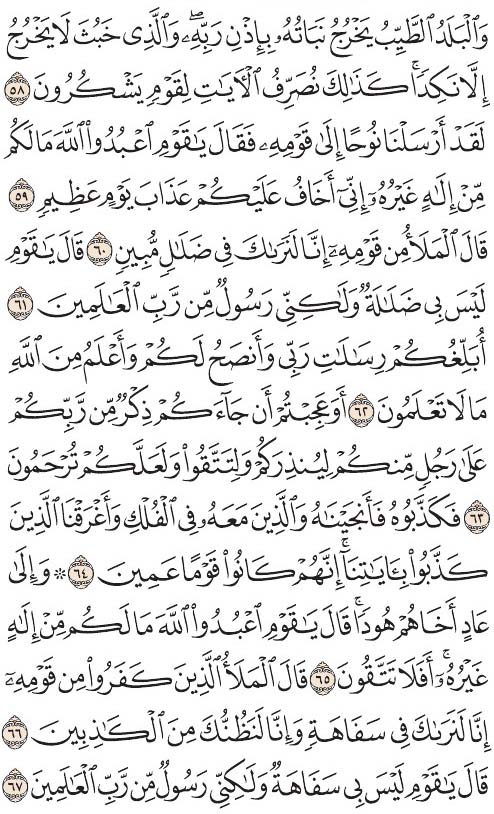 وَٱلۡبَلَدُ ٱلطَّيِّبُ يَخۡرُجُ نَبَاتُهُۥ بِإِذۡنِ رَبِّهِۦۖ وَٱلَّذِي خَبُثَ لَا يَخۡرُجُ
إِلَّا نَكِدٗاۚ كَذَٰلِكَ نُصَرِّفُ ٱلۡأٓيَٰتِ لِقَوۡمٖ يَشۡكُرُونَ ٥٨
لَقَدۡ أَرۡسَلۡنَا نُوحًا إِلَىٰ قَوۡمِهِۦ فَقَالَ يَٰقَوۡمِ ٱعۡبُدُواْ ٱللَّهَ مَا لَكُم
مِّنۡ إِلَٰهٍ غَيۡرُهُۥٓ إِنِّيٓ أَخَافُ عَلَيۡكُمۡ عَذَابَ يَوۡمٍ عَظِيمٖ ٥٩
قَالَ ٱلۡمَلَأُ مِن قَوۡمِهِۦٓ إِنَّا لَنَرَىٰكَ فِي ضَلَٰلٖ مُّبِينٖ ٦٠ قَالَ يَٰقَوۡمِ
لَيۡسَ بِي ضَلَٰلَةٞ وَلَٰكِنِّي رَسُولٞ مِّن رَّبِّ ٱلۡعَٰلَمِينَ ٦١
أُبَلِّغُكُمۡ رِسَٰلَٰتِ رَبِّي وَأَنصَحُ لَكُمۡ وَأَعۡلَمُ مِنَ ٱللَّهِ
مَا لَا تَعۡلَمُونَ ٦٢ أَوَعَجِبۡتُمۡ أَن جَآءَكُمۡ ذِكۡرٞ مِّن رَّبِّكُمۡ
عَلَىٰ رَجُلٖ مِّنكُمۡ لِيُنذِرَكُمۡ وَلِتَتَّقُواْ وَلَعَلَّكُمۡ تُرۡحَمُونَ
٦٣ فَكَذَّبُوهُ فَأَنجَيۡنَٰهُ وَٱلَّذِينَ مَعَهُۥ فِي ٱلۡفُلۡكِ وَأَغۡرَقۡنَا ٱلَّذِينَ
كَذَّبُواْ بِـَٔايَٰتِنَآۚ إِنَّهُمۡ كَانُواْ قَوۡمًا عَمِينَ ٦٤ ۞ وَإِلَىٰ
عَادٍ أَخَاهُمۡ هُودٗاۚ قَالَ يَٰقَوۡمِ ٱعۡبُدُواْ ٱللَّهَ مَا لَكُم مِّنۡ إِلَٰهٍ
غَيۡرُهُۥٓۚ أَفَلَا تَتَّقُونَ ٦٥ قَالَ ٱلۡمَلَأُ ٱلَّذِينَ كَفَرُواْ مِن قَوۡمِهِۦٓ
إِنَّا لَنَرَىٰكَ فِي سَفَاهَةٖ وَإِنَّا لَنَظُنُّكَ مِنَ ٱلۡكَٰذِبِينَ ٦٦
قَالَ يَٰقَوۡمِ لَيۡسَ بِي سَفَاهَةٞ وَلَٰكِنِّي رَسُولٞ مِّن رَّبِّ ٱلۡعَٰلَمِينَ ٦٧